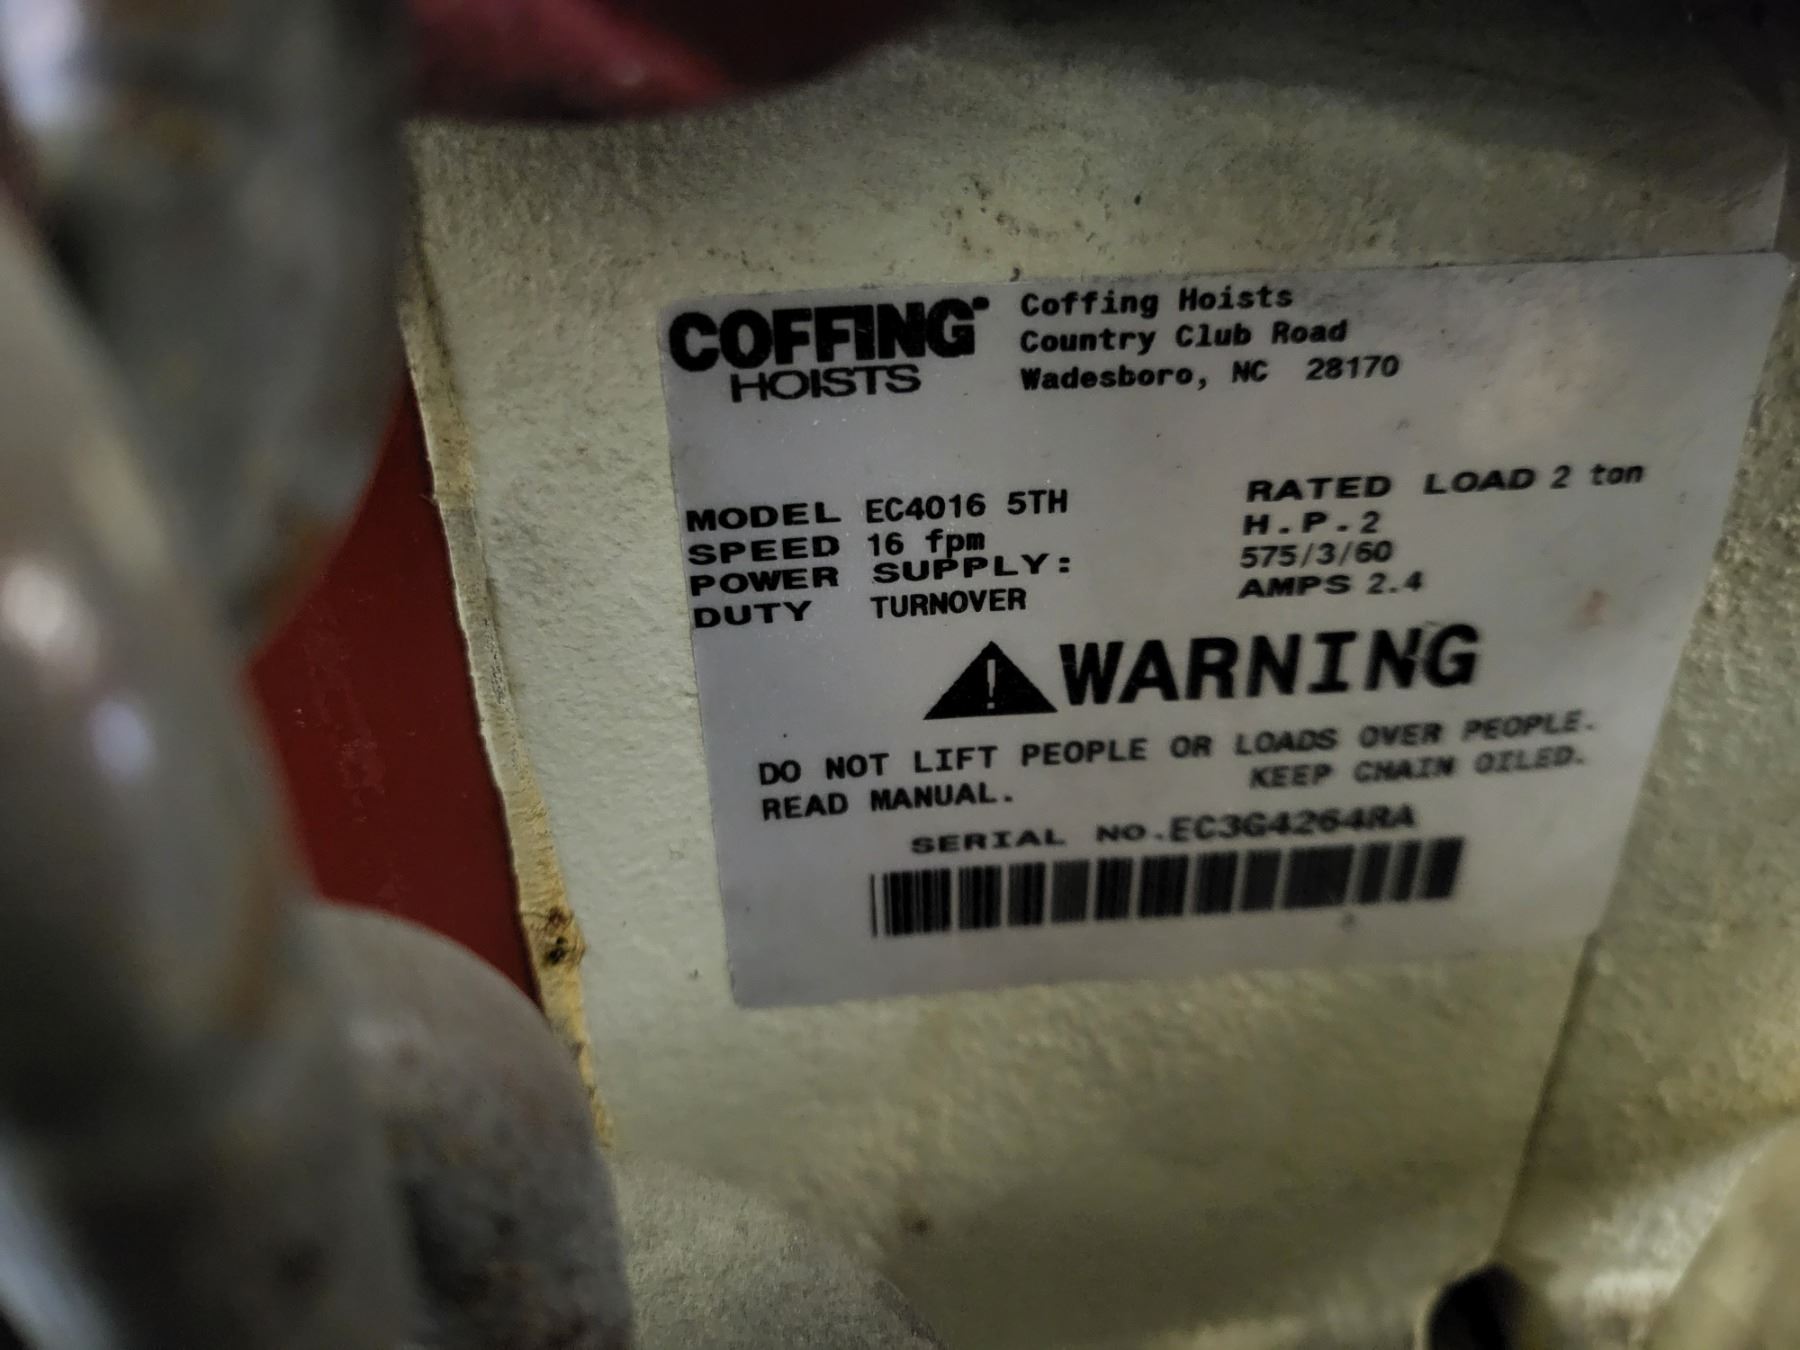 COFFING HOISTS
Coffing Hoists
Country Club Road
Wadesboro, NC 28170
MODEL EC4016 5TH RATED LOAD 2 ton
SPEED 16 fpm H.P.2
POWER SUPPLY: 575/3/60
DUTY TURNOVER AMPS 2.4
WARNING
DO NOT LIFT PEOPLE OR LOADS OVER PEOPLE.
READ MANUAL. KEEP CHAIN OILED.
SERIAL NO.EC3G4264RA